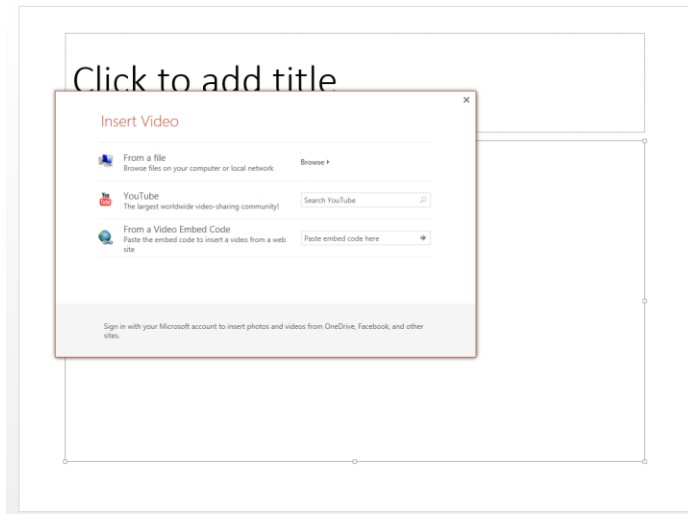 Click to add title
Insert Video
From a file
Browse files on your computer or local network
Browse
YouTube
The largest worldwide video-sharing community!
Search YouTube
From a Video Embed Code
Paste the embed code to insert a video from a web
site
Paste embed code here
Sign in with your Microsoft account to insert photos and videos from OneDrive, Facebook, and other
sites.